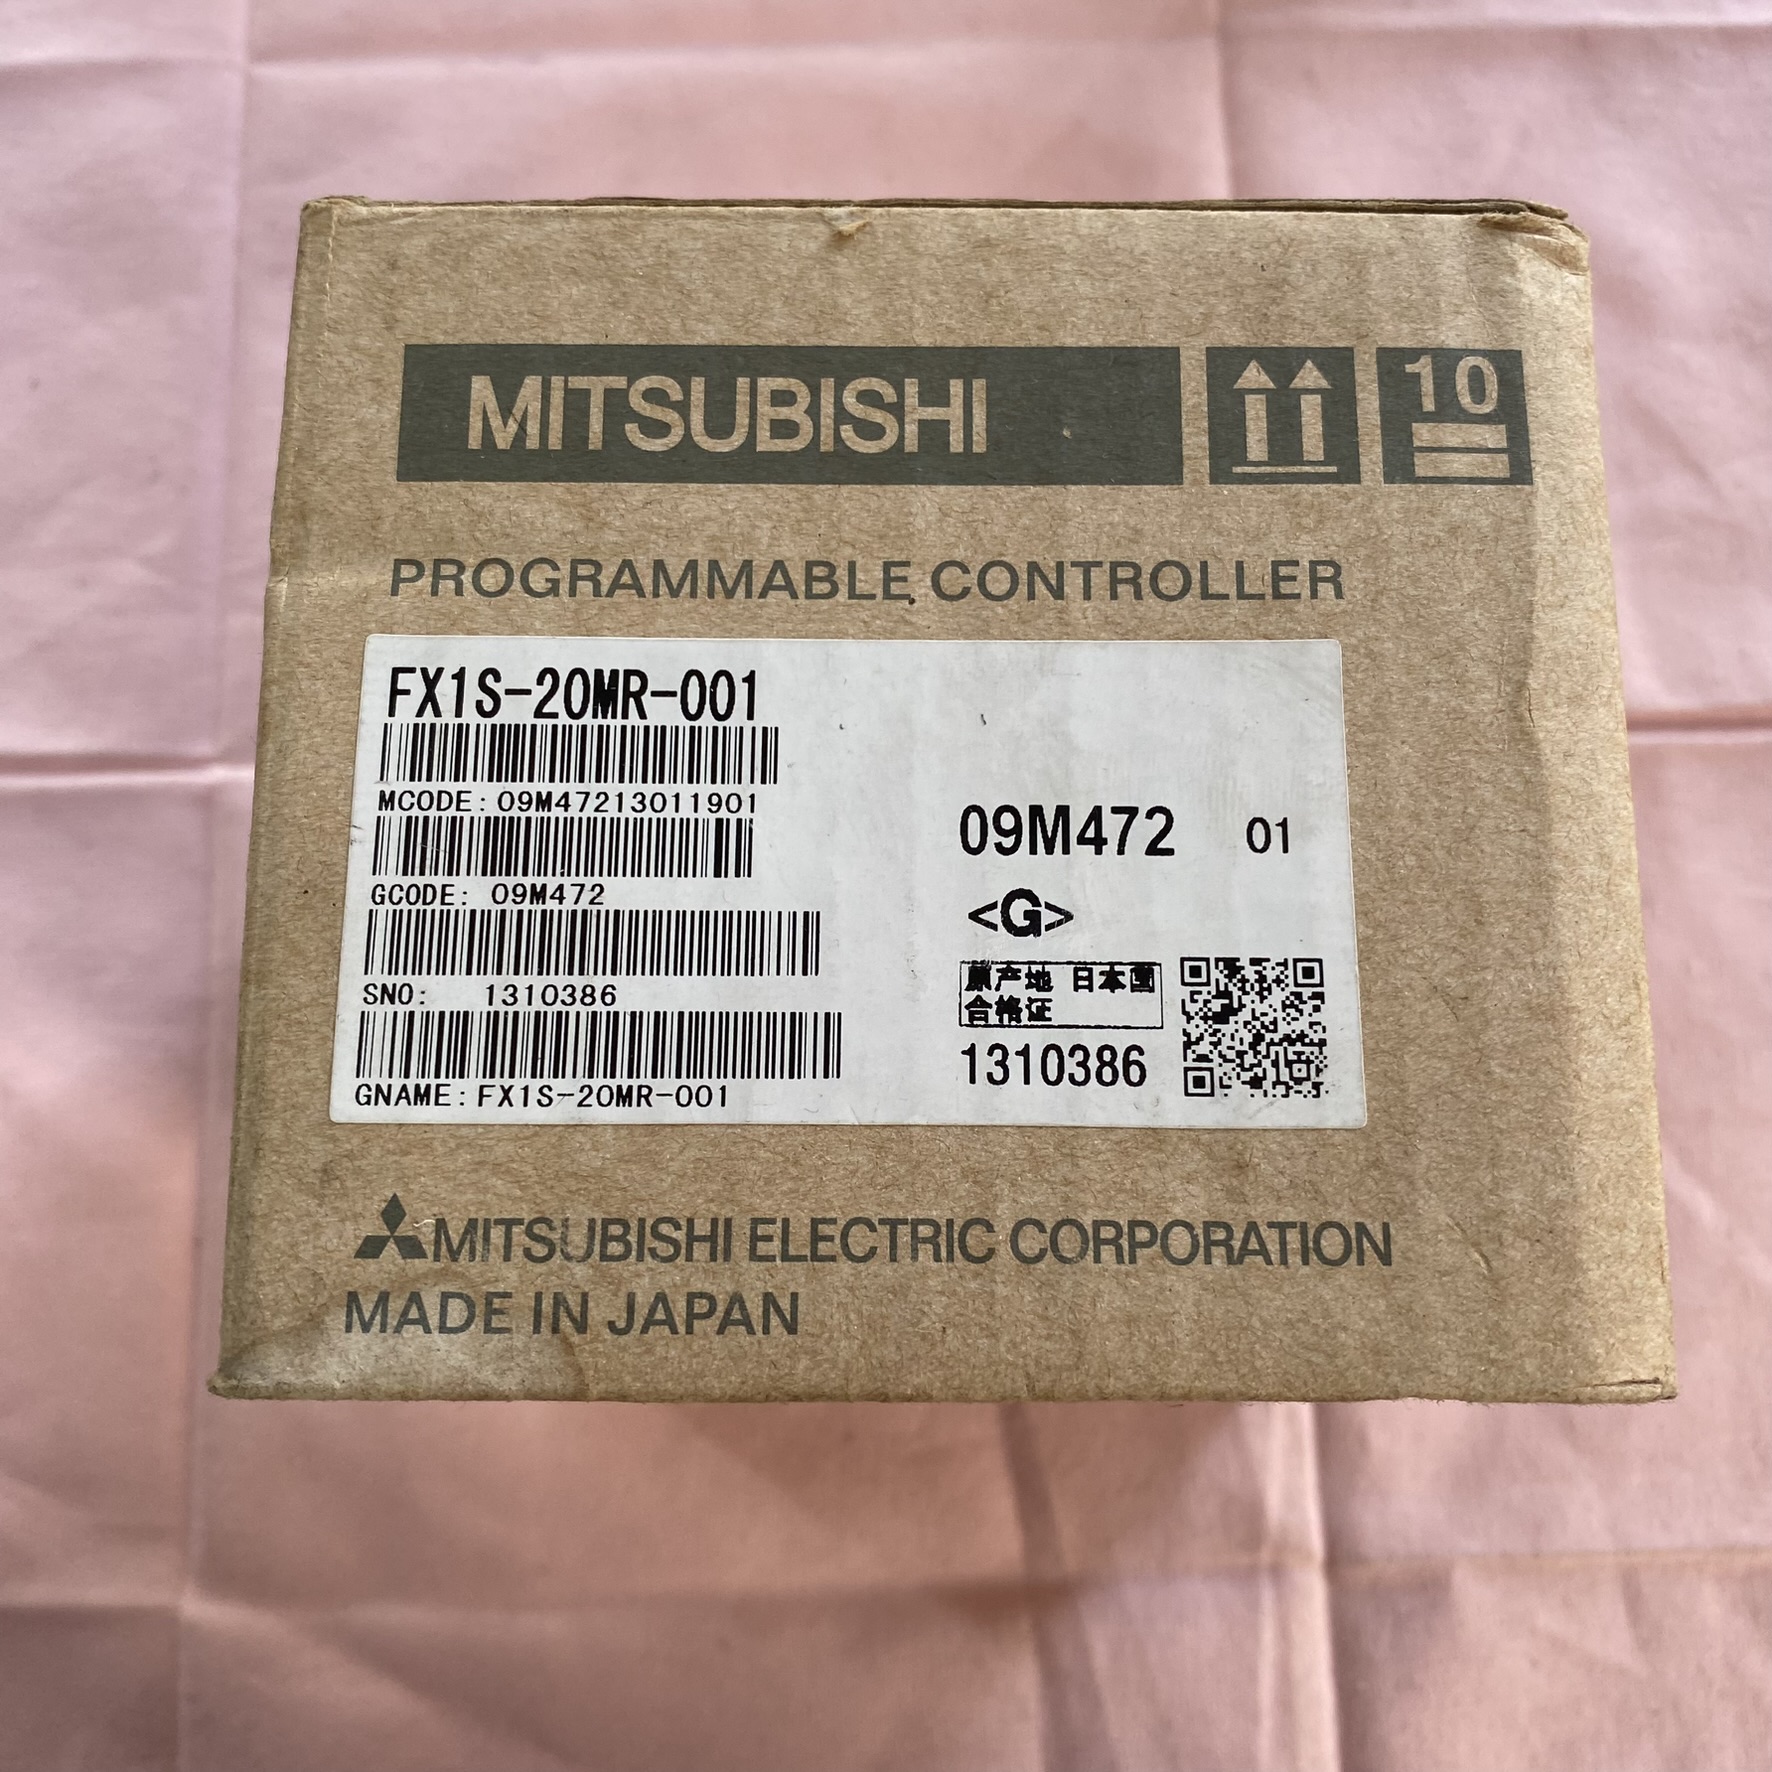 MITSUBISHI
10
PROGRAMMABLE CONTROLLER
FX1S-20MR-001
MCODE: 09M47213011901
GCODE: 09M472
SNO: 1310386
GNAME: FX1S-20MR-001
09M472 01
<G>
原产地 日本国
合格证
1310386
MITSUBISHI ELECTRIC CORPORATION
MADE IN JAPAN